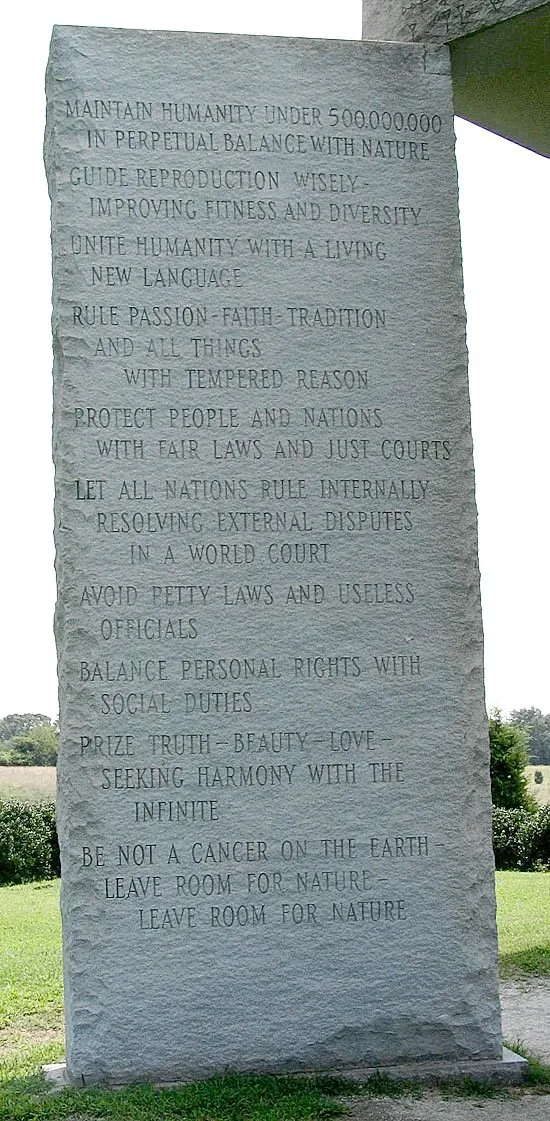 MAINTAIN HUMANITY UNDER 500,000,000
IN PERPETUAL BALANCE WITH NATURE
GUIDE REPRODUCTION WISELY -
IMPROVING FITNESS AND DIVERSITY
UNITE HUMANITY WITH A LIVING
NEW LANGUAGE
RULE PASSION - FAITH - TRADITION -
AND ALL THINGS
WITH TEMPERED REASON
PROTECT PEOPLE AND NATIONS
WITH FAIR LAWS AND JUST COURTS
LET ALL NATIONS RULE INTERNALLY
RESOLVING EXTERNAL DISPUTES
IN A WORLD COURT
AVOID PETTY LAWS AND USELESS
OFFICIALS
BALANCE PERSONAL RIGHTS WITH
SOCIAL DUTIES
PRIZE TRUTH - BEAUTY - LOVE -
SEEKING HARMONY WITH THE
INFINITE
BE NOT A CANCER ON THE EARTH -
LEAVE ROOM FOR NATURE -
LEAVE ROOM FOR NATURE